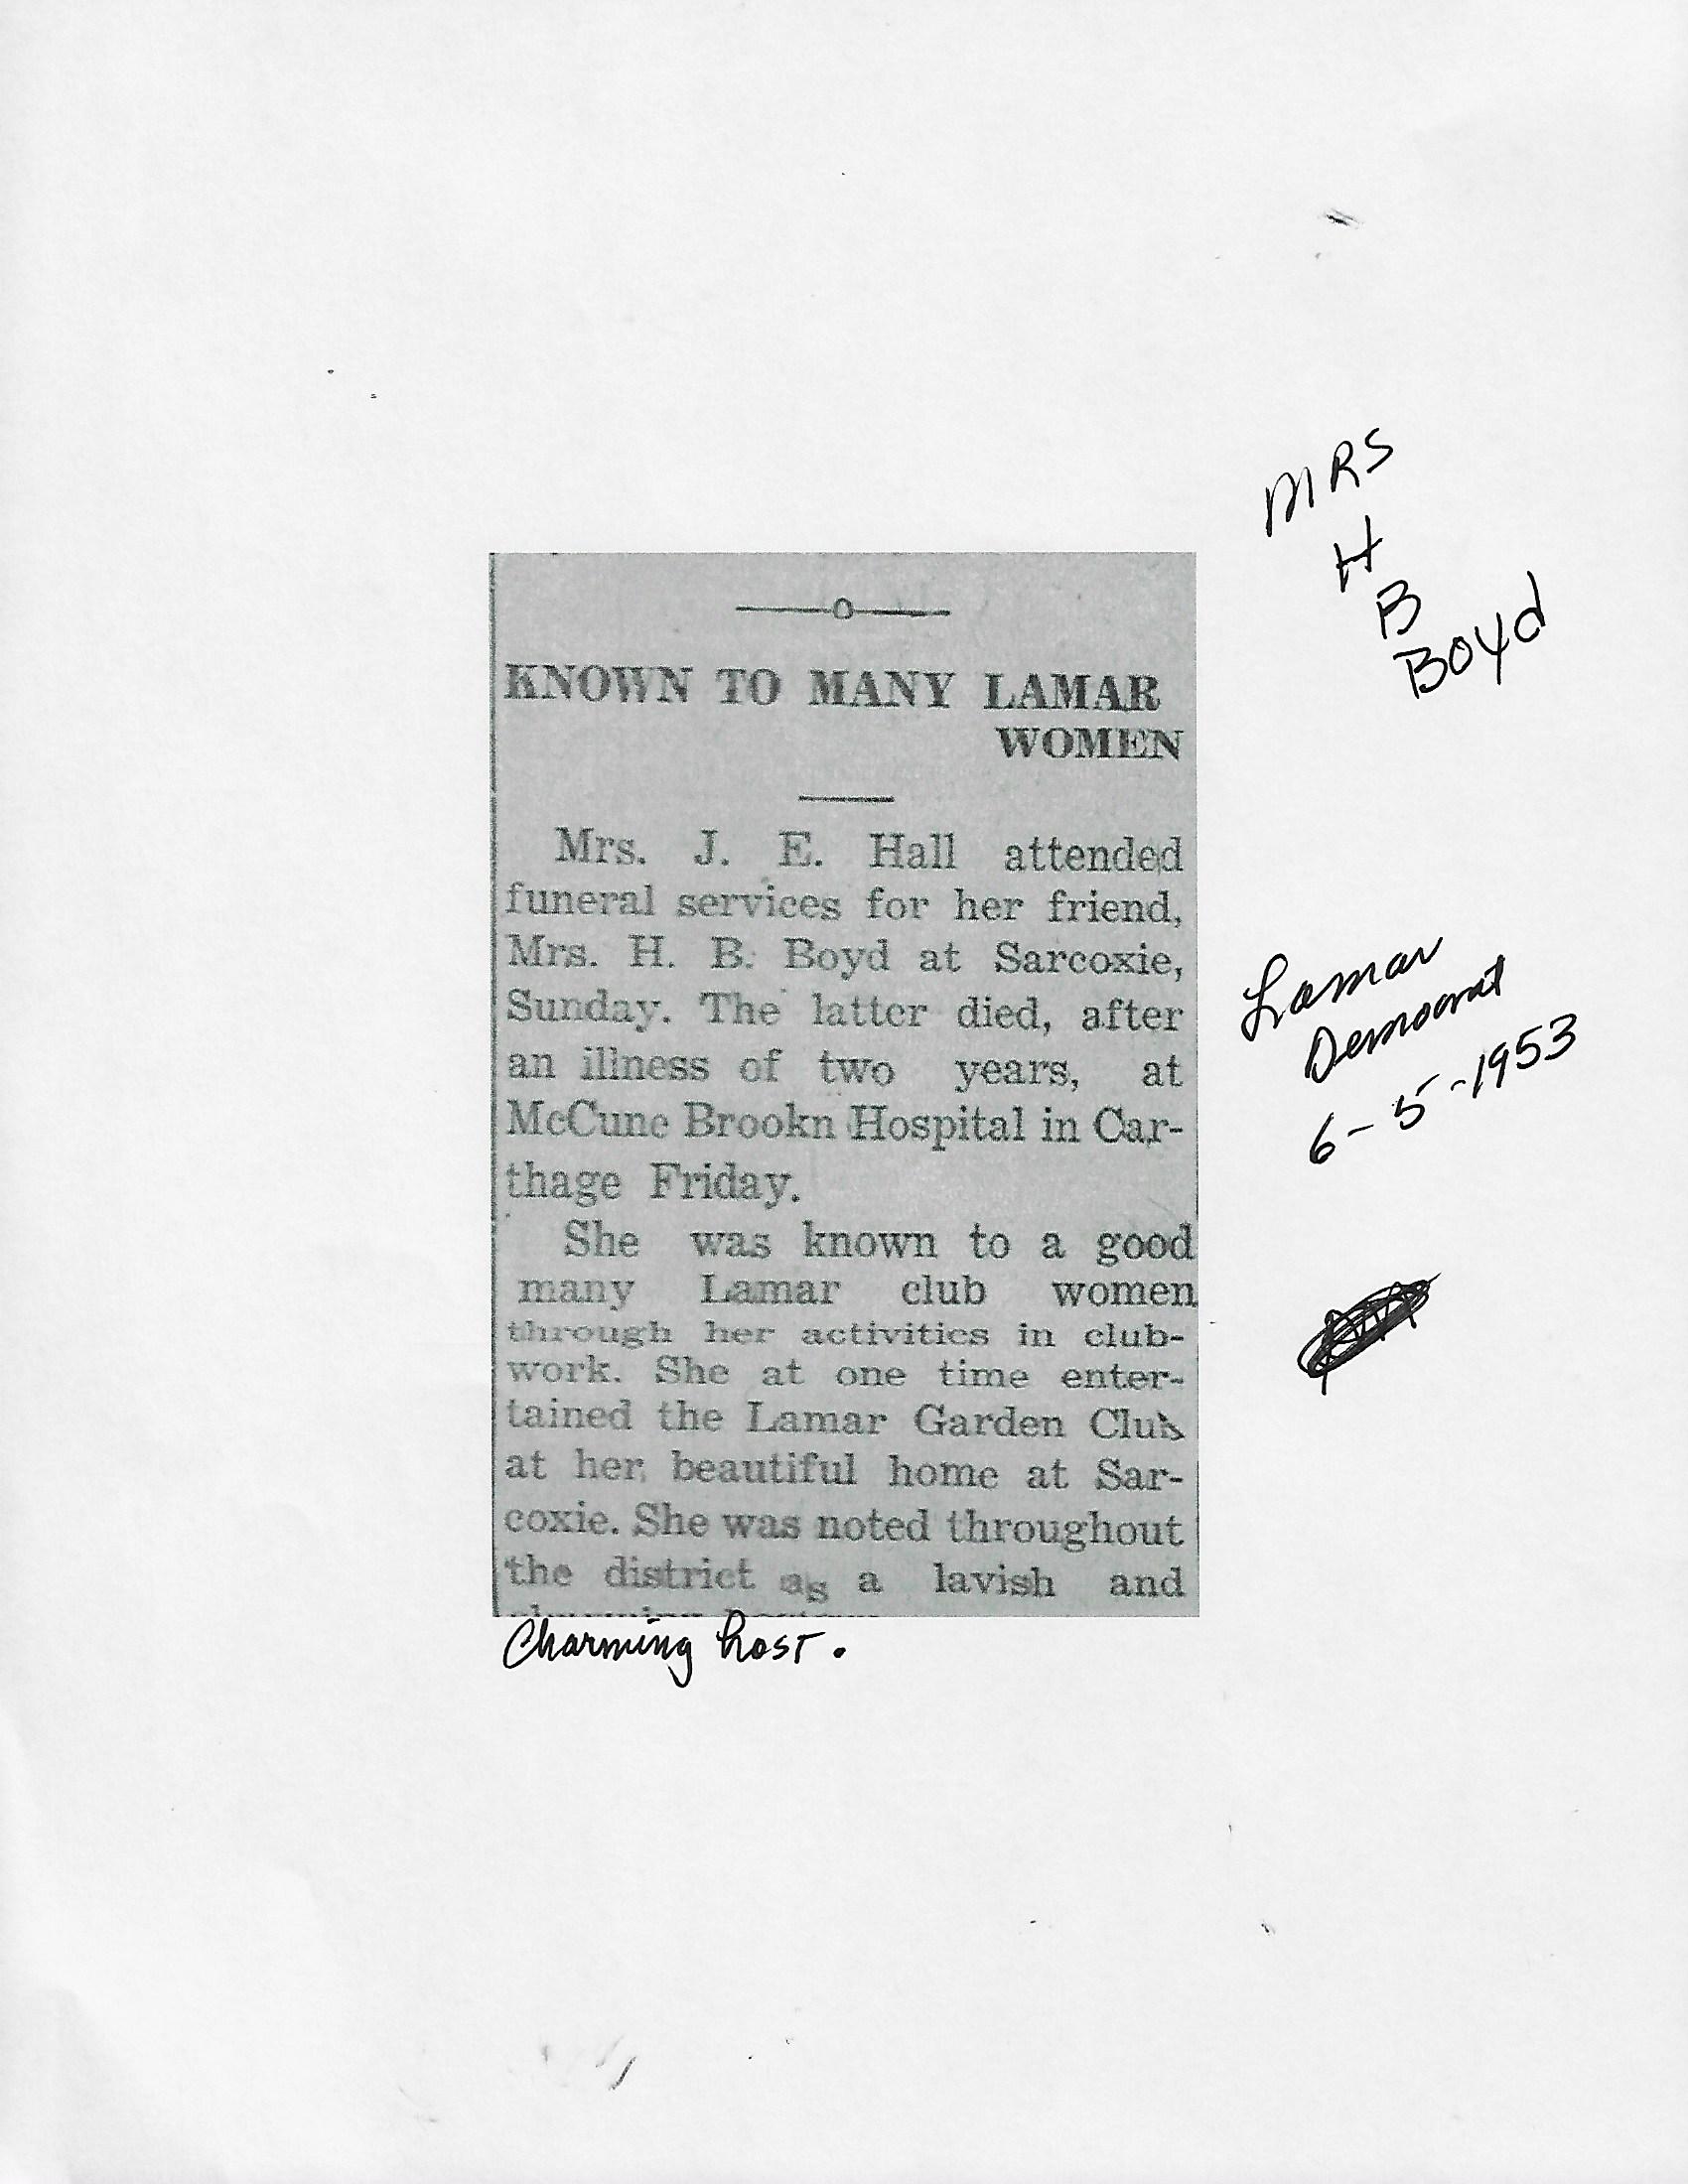 MRS
H
B
Boyd
—o—
KNOWN TO MANY LAMAR
WOMEN
Mrs. J. E. Hall attended
funeral services for her friend,
Mrs. H. B. Boyd at Sarcoxie,
Sunday. The latter died, after
an illness of two years, at
McCune Brookn Hospital in Car-
thage Friday.
She was known to a good
many Lamar club women
through her activities in club-
work. She at one time enter-
tained the Lamar Garden Club
at her beautiful home at Sar-
coxie. She was noted throughout
the district as a lavish and
Charming host.
Lamar
Democrat
6-5-1953